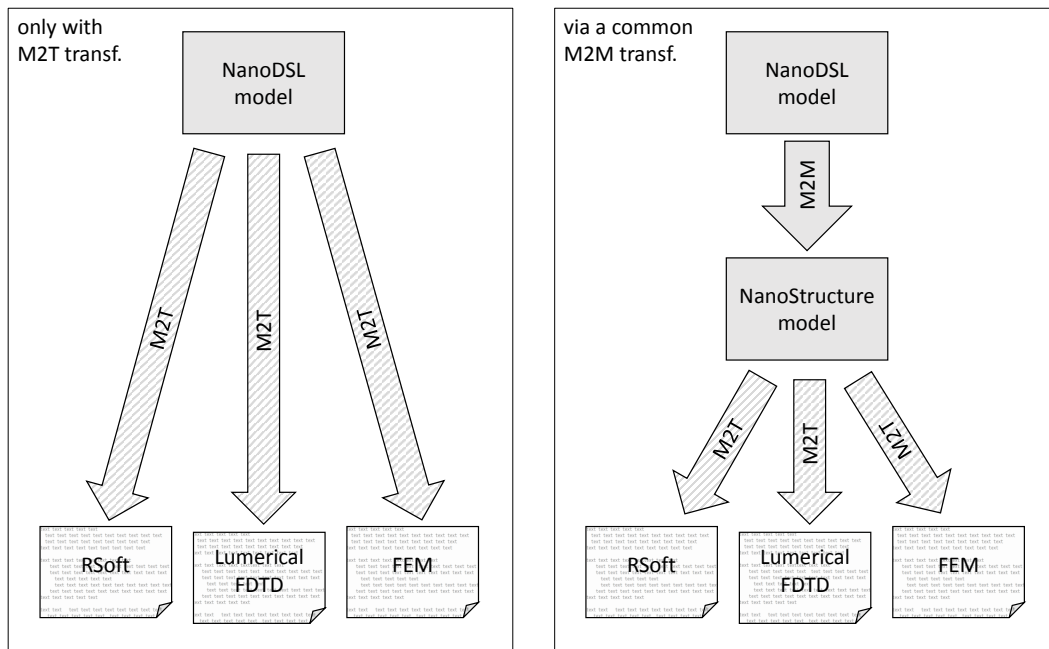 only with
M2T transf.
NanoDSL
model
M2T
M2T
M2T
RSoft
Lumerical
FDTD
FEM
via a common
M2M transf.
NanoDSL
model
M2M
NanoStructure
model
M2T
M2T
M2T
RSoft
Lumerical
FDTD
FEM